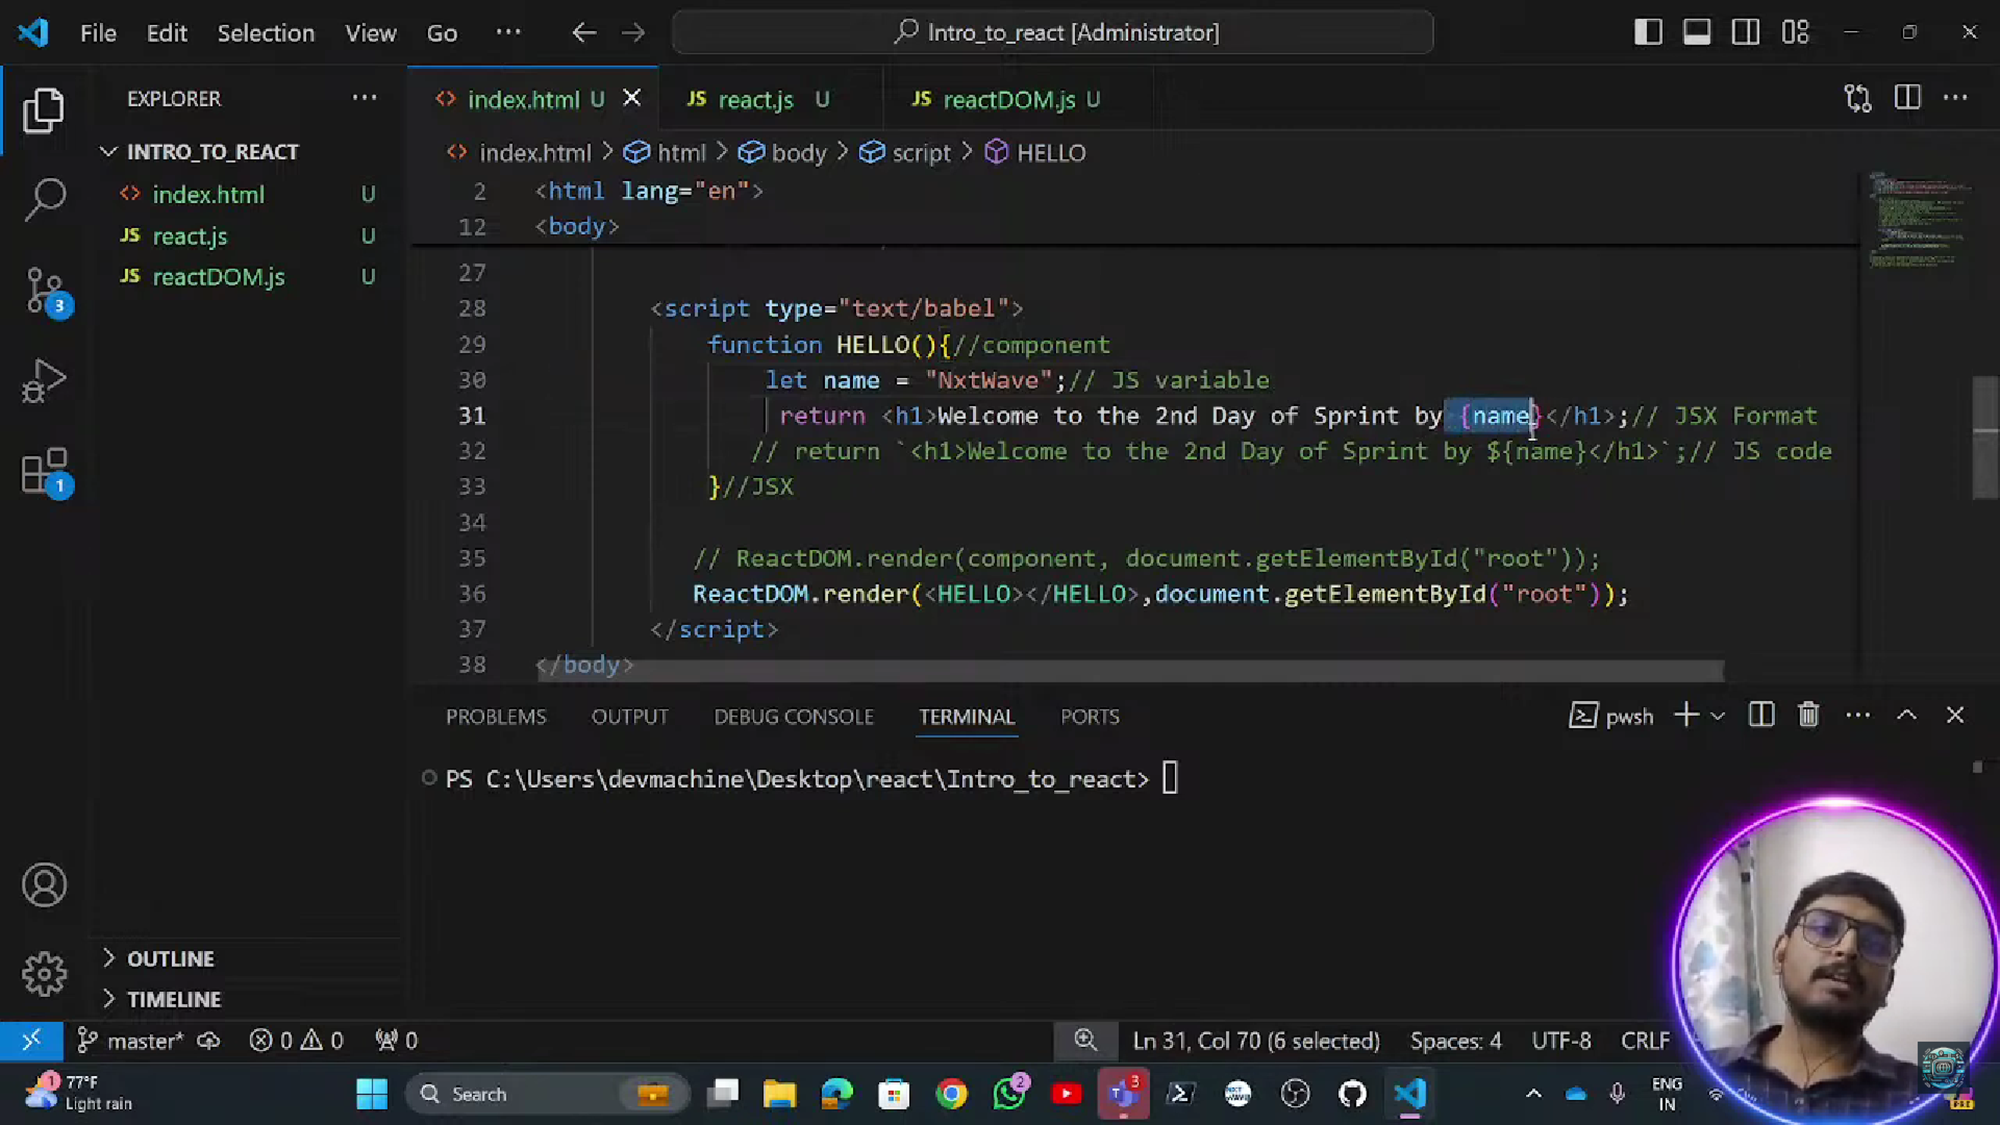 File Edit Selection View Go ··· Intro_to_react [Administrator]
EXPLORER ···
index.html U
JS react.js U
JS reactDOM.js U
INTRO_TO_REACT
index.html > html > body > script > HELLO
index.html U
JS react.js U
JS reactDOM.js U
2 <html lang="en">
12 <body>
27
28 <script type="text/babel">
29 function HELLO(){//component
30 let name = "NxtWave";// JS variable
31 return <h1>Welcome to the 2nd Day of Sprint by {name}</h1>;// JSX Format
32 // return `<h1>Welcome to the 2nd Day of Sprint by ${name}</h1>`;// JS code
33 }//JSX
34
35 // ReactDOM.render(component, document.getElementById("root"));
36 ReactDOM.render(<HELLO></HELLO>,document.getElementById("root"));
37 </script>
38 </body>
3
1
PROBLEMS OUTPUT DEBUG CONSOLE TERMINAL PORTS
pwsh
PS C:\Users\devmachine\Desktop\react\Intro_to_react>
OUTLINE
TIMELINE
master* 0 0 0
Ln 31, Col 70 (6 selected) Spaces: 4 UTF-8 CRLF
1
77°F
Light rain
Search
2
3
ENG
IN